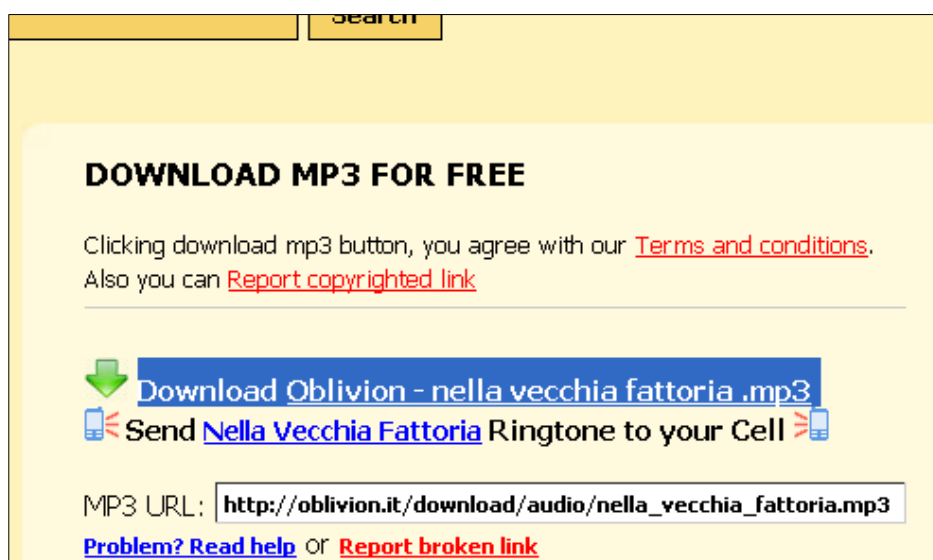 Search
DOWNLOAD MP3 FOR FREE
Clicking download mp3 button, you agree with our Terms and conditions.
Also you can Report copyrighted link
Download Oblivion - nella vecchia fattoria .mp3
Send Nella Vecchia Fattoria Ringtone to your Cell
MP3 URL: http://oblivion.it/download/audio/nella_vecchia_fattoria.mp3
Problem? Read help or Report broken link